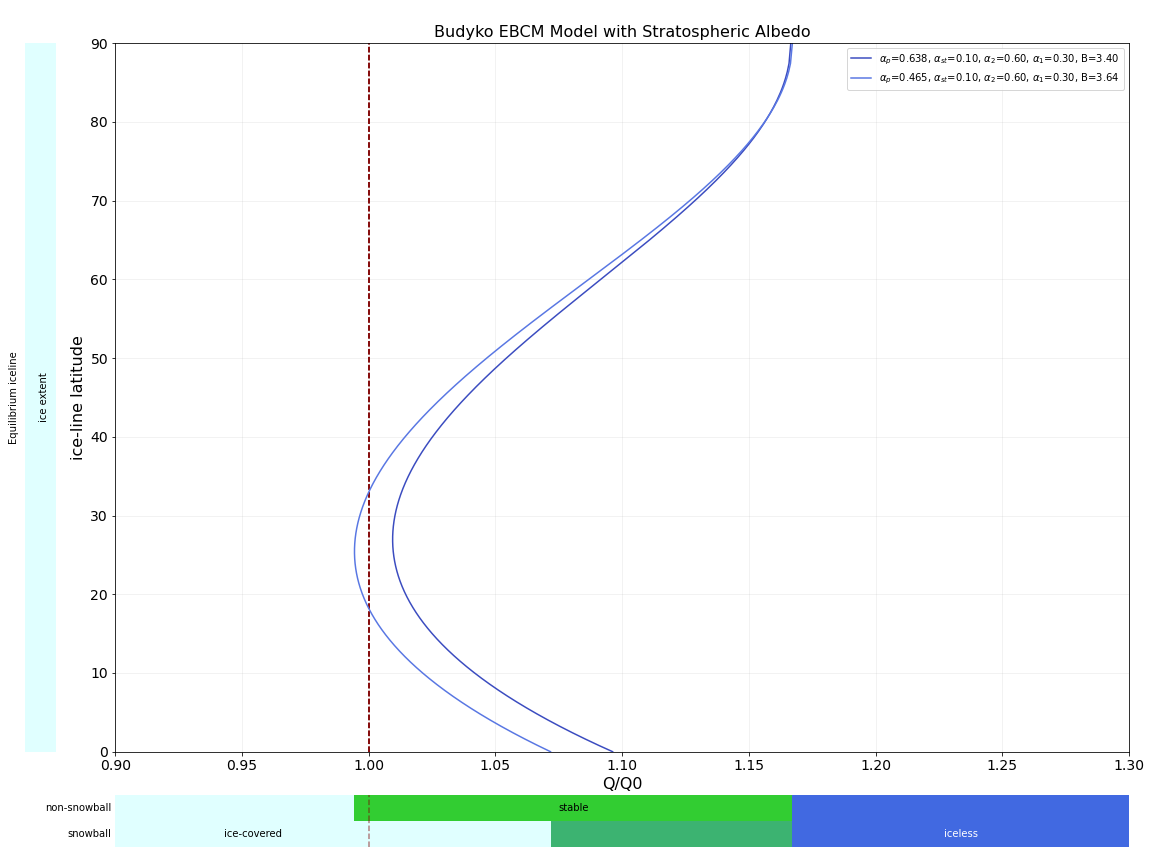 Budyko EBCM Model with Stratospheric Albedo
αₚ=0.638, αₛₜ=0.10, α₂=0.60, α₁=0.30, B=3.40
αₚ=0.465, αₛₜ=0.10, α₂=0.60, α₁=0.30, B=3.64
90
80
70
60
50
40
30
20
10
0
Equilibrium iceline
ice extent
ice-line latitude
0.90 0.95 1.00 1.05 1.10 1.15 1.20 1.25 1.30
Q/Q0
non-snowball stable
snowball ice-covered iceless